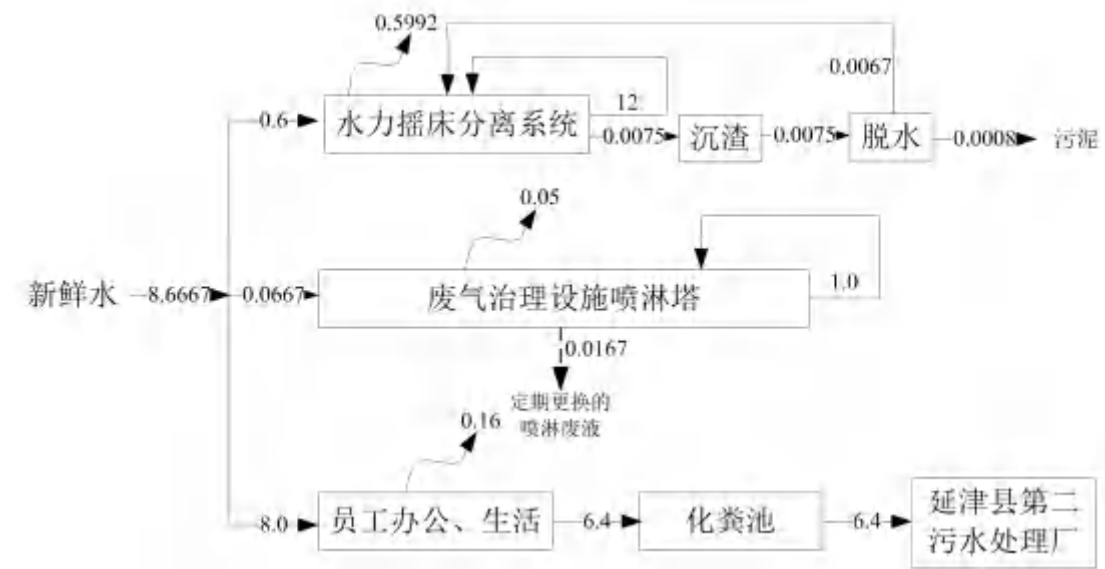 0.5992
0.0067
0.6
水力摇床分离系统
12
0.0075
沉渣
0.0075
脱水
0.0008
污泥
0.05
新鲜水
8.6667
0.0667
废气治理设施喷淋塔
1.0
0.0167
定期更换的
喷淋废液
0.16
8.0
员工办公、生活
6.4
化粪池
6.4
延津县第二
污水处理厂